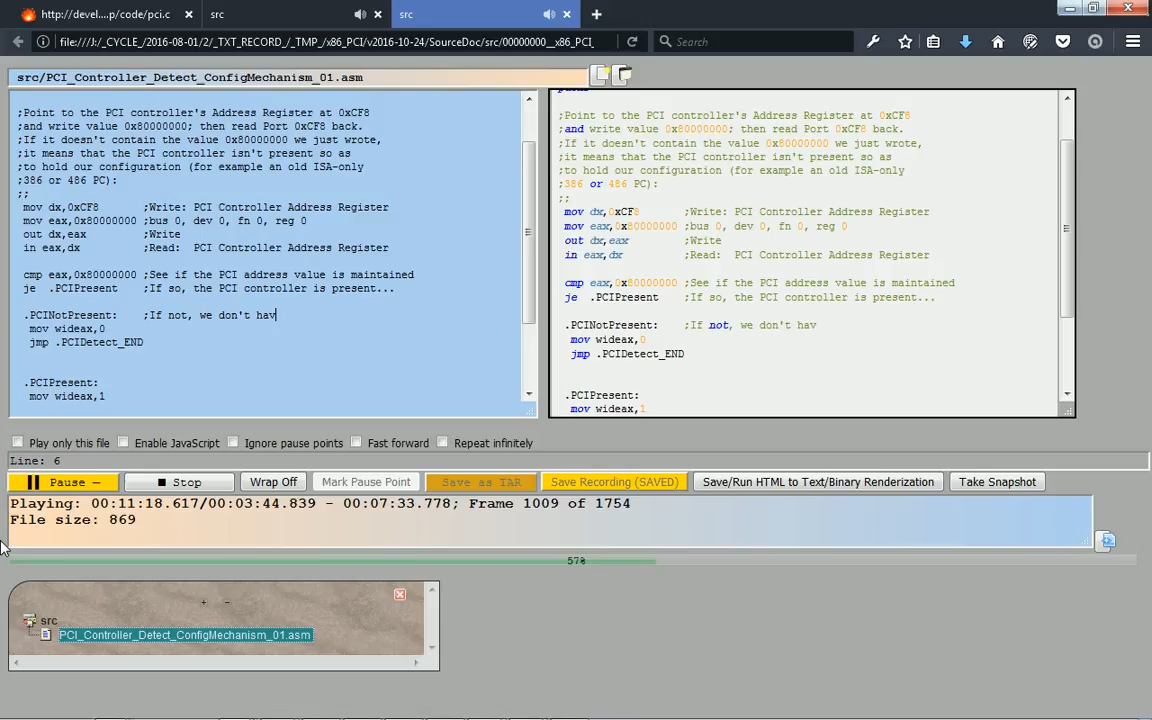 http://devel....p/code/pci.c
src
src
file:///J:/_CYCLE_/2016-08-01/2/_TXT_RECORD_/_TMP_/x86_PCI/v2016-10-24/SourceDoc/src/00000000__x86_PCI_
Search
src/PCI_Controller_Detect_ConfigMechanism_01.asm
;Point to the PCI controller's Address Register at 0xCF8
;and write value 0x80000000; then read Port 0xCF8 back.
;If it doesn't contain the value 0x80000000 we just wrote,
;it means that the PCI controller isn't present so as
;to hold our configuration (for example an old ISA-only
;386 or 486 PC):
;;
mov dx,0xCF8 ;Write: PCI Controller Address Register
mov eax,0x80000000 ;bus 0, dev 0, fn 0, reg 0
out dx,eax ;Write
in eax,dx ;Read: PCI Controller Address Register
cmp eax,0x80000000 ;See if the PCI address value is maintained
je .PCIPresent ;If so, the PCI controller is present...
.PCINotPresent: ;If not, we don't hav
mov wideax,0
jmp .PCIDetect_END
.PCIPresent:
mov wideax,1
;Point to the PCI controller's Address Register at 0xCF8
;and write value 0x80000000; then read Port 0xCF8 back.
;If it doesn't contain the value 0x80000000 we just wrote,
;it means that the PCI controller isn't present so as
;to hold our configuration (for example an old ISA-only
;386 or 486 PC):
;;
mov dx,0xCF8 ;Write: PCI Controller Address Register
mov eax,0x80000000 ;bus 0, dev 0, fn 0, reg 0
out dx,eax ;Write
in eax,dx ;Read: PCI Controller Address Register
cmp eax,0x80000000 ;See if the PCI address value is maintained
je .PCIPresent ;If so, the PCI controller is present...
.PCINotPresent: ;If not, we don't hav
mov wideax,0
jmp .PCIDetect_END
.PCIPresent:
mov wideax,1
Play only this file Enable JavaScript Ignore pause points Fast forward Repeat infinitely
Line: 6
Pause — Stop Wrap Off Mark Pause Point Save as TAR Save Recording (SAVED) Save/Run HTML to Text/Binary Renderization Take Snapshot
Playing: 00:11:18.617/00:03:44.839 - 00:07:33.778; Frame 1009 of 1754
File size: 869
57%
+ -
src
PCI_Controller_Detect_ConfigMechanism_01.asm